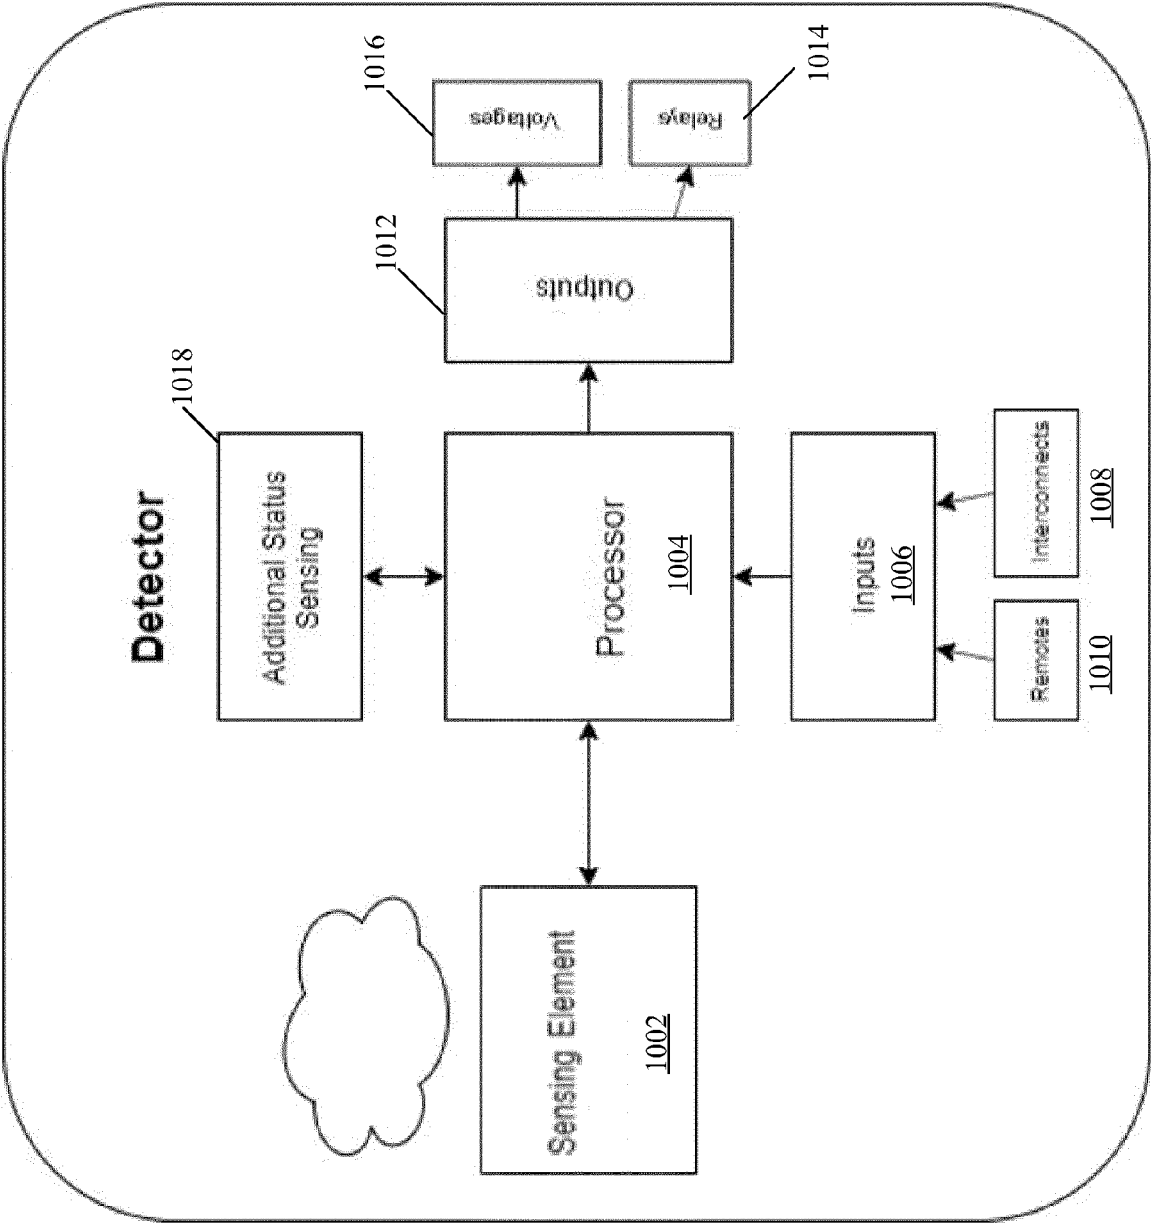 Detector
Additional Status
Sensing
1018
Sensing Element
1002
Processor
1004
Outputs
1012
Voltages
1016
Relays
1014
Inputs
1006
Remotes
1010
Interconnects
1008